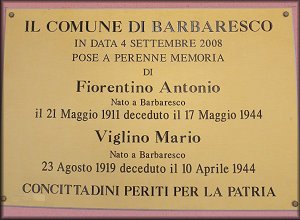 IL COMUNE DI BARBARESCO
IN DATA 4 SETTEMBRE 2008
POSE A PERENNE MEMORIA
DI
Fiorentino Antonio
Nato a Barbaresco
il 21 Maggio 1911 deceduto il 17 Maggio 1944
Viglino Mario
Nato a Barbaresco
23 Agosto 1919 deceduto il 10 Aprile 1944
CONCITTADINI PERITI PER LA PATRIA